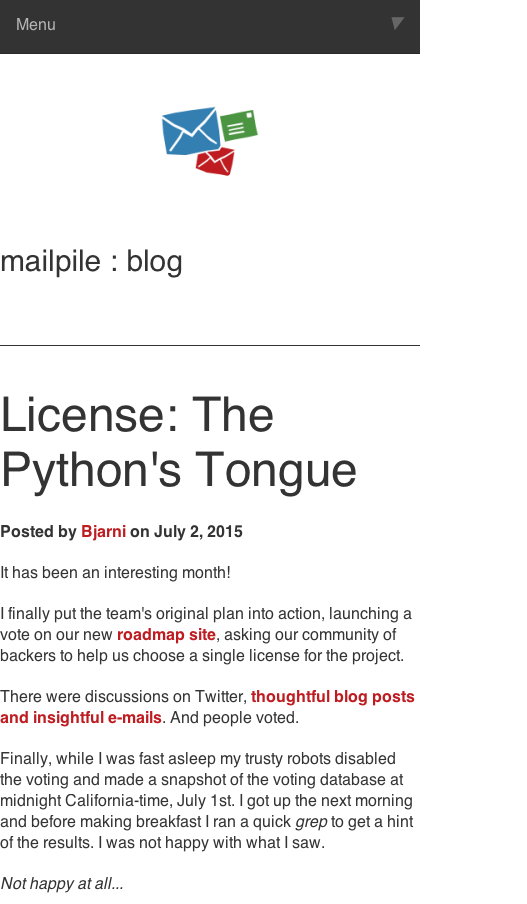 Menu
mailpile : blog
License: The
Python's Tongue
Posted by Bjarni on July 2, 2015
It has been an interesting month!
I finally put the team's original plan into action, launching a
vote on our new roadmap site, asking our community of
backers to help us choose a single license for the project.
There were discussions on Twitter, thoughtful blog posts
and insightful e-mails. And people voted.
Finally, while I was fast asleep my trusty robots disabled
the voting and made a snapshot of the voting database at
midnight California-time, July 1st. I got up the next morning
and before making breakfast I ran a quick grep to get a hint
of the results. I was not happy with what I saw.
Not happy at all...